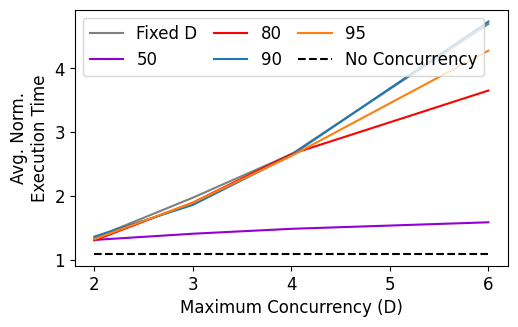 Fixed D 80 95
50 90 No Concurrency
Avg. Norm.
Execution Time
4
3
2
1
2 3 4 5 6
Maximum Concurrency (D)